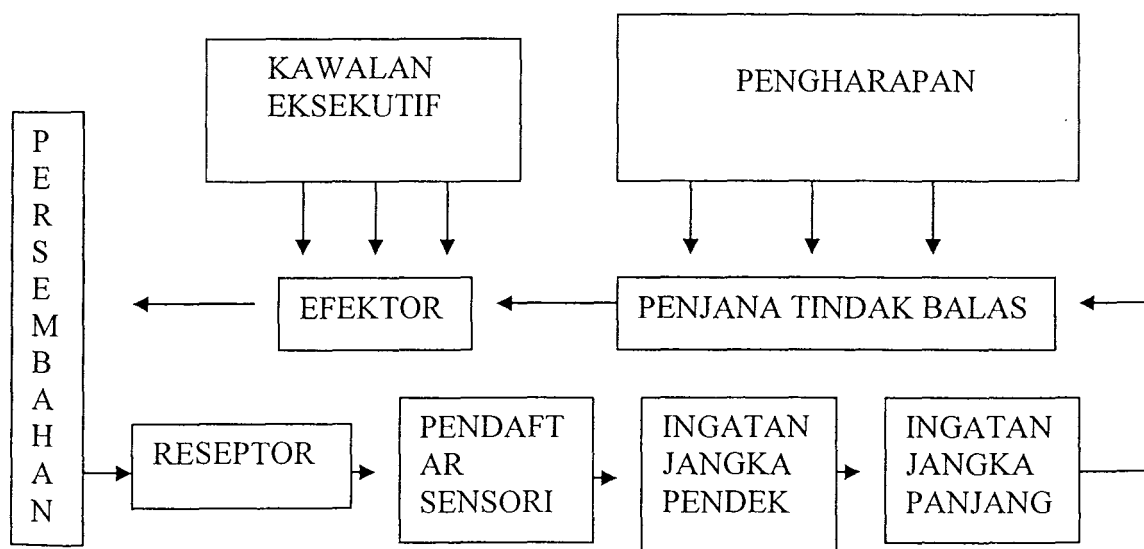 KAWALAN
EKSEKUTIF
PENGHARAPAN
P
E
R
S
E
M
B
A
H
A
N
EFEKTOR
PENJANA TINDAK BALAS
RESEPTOR
PENDAFT
AR
SENSORI
INGATAN
JANGKA
PENDEK
INGATAN
JANGKA
PANJANG